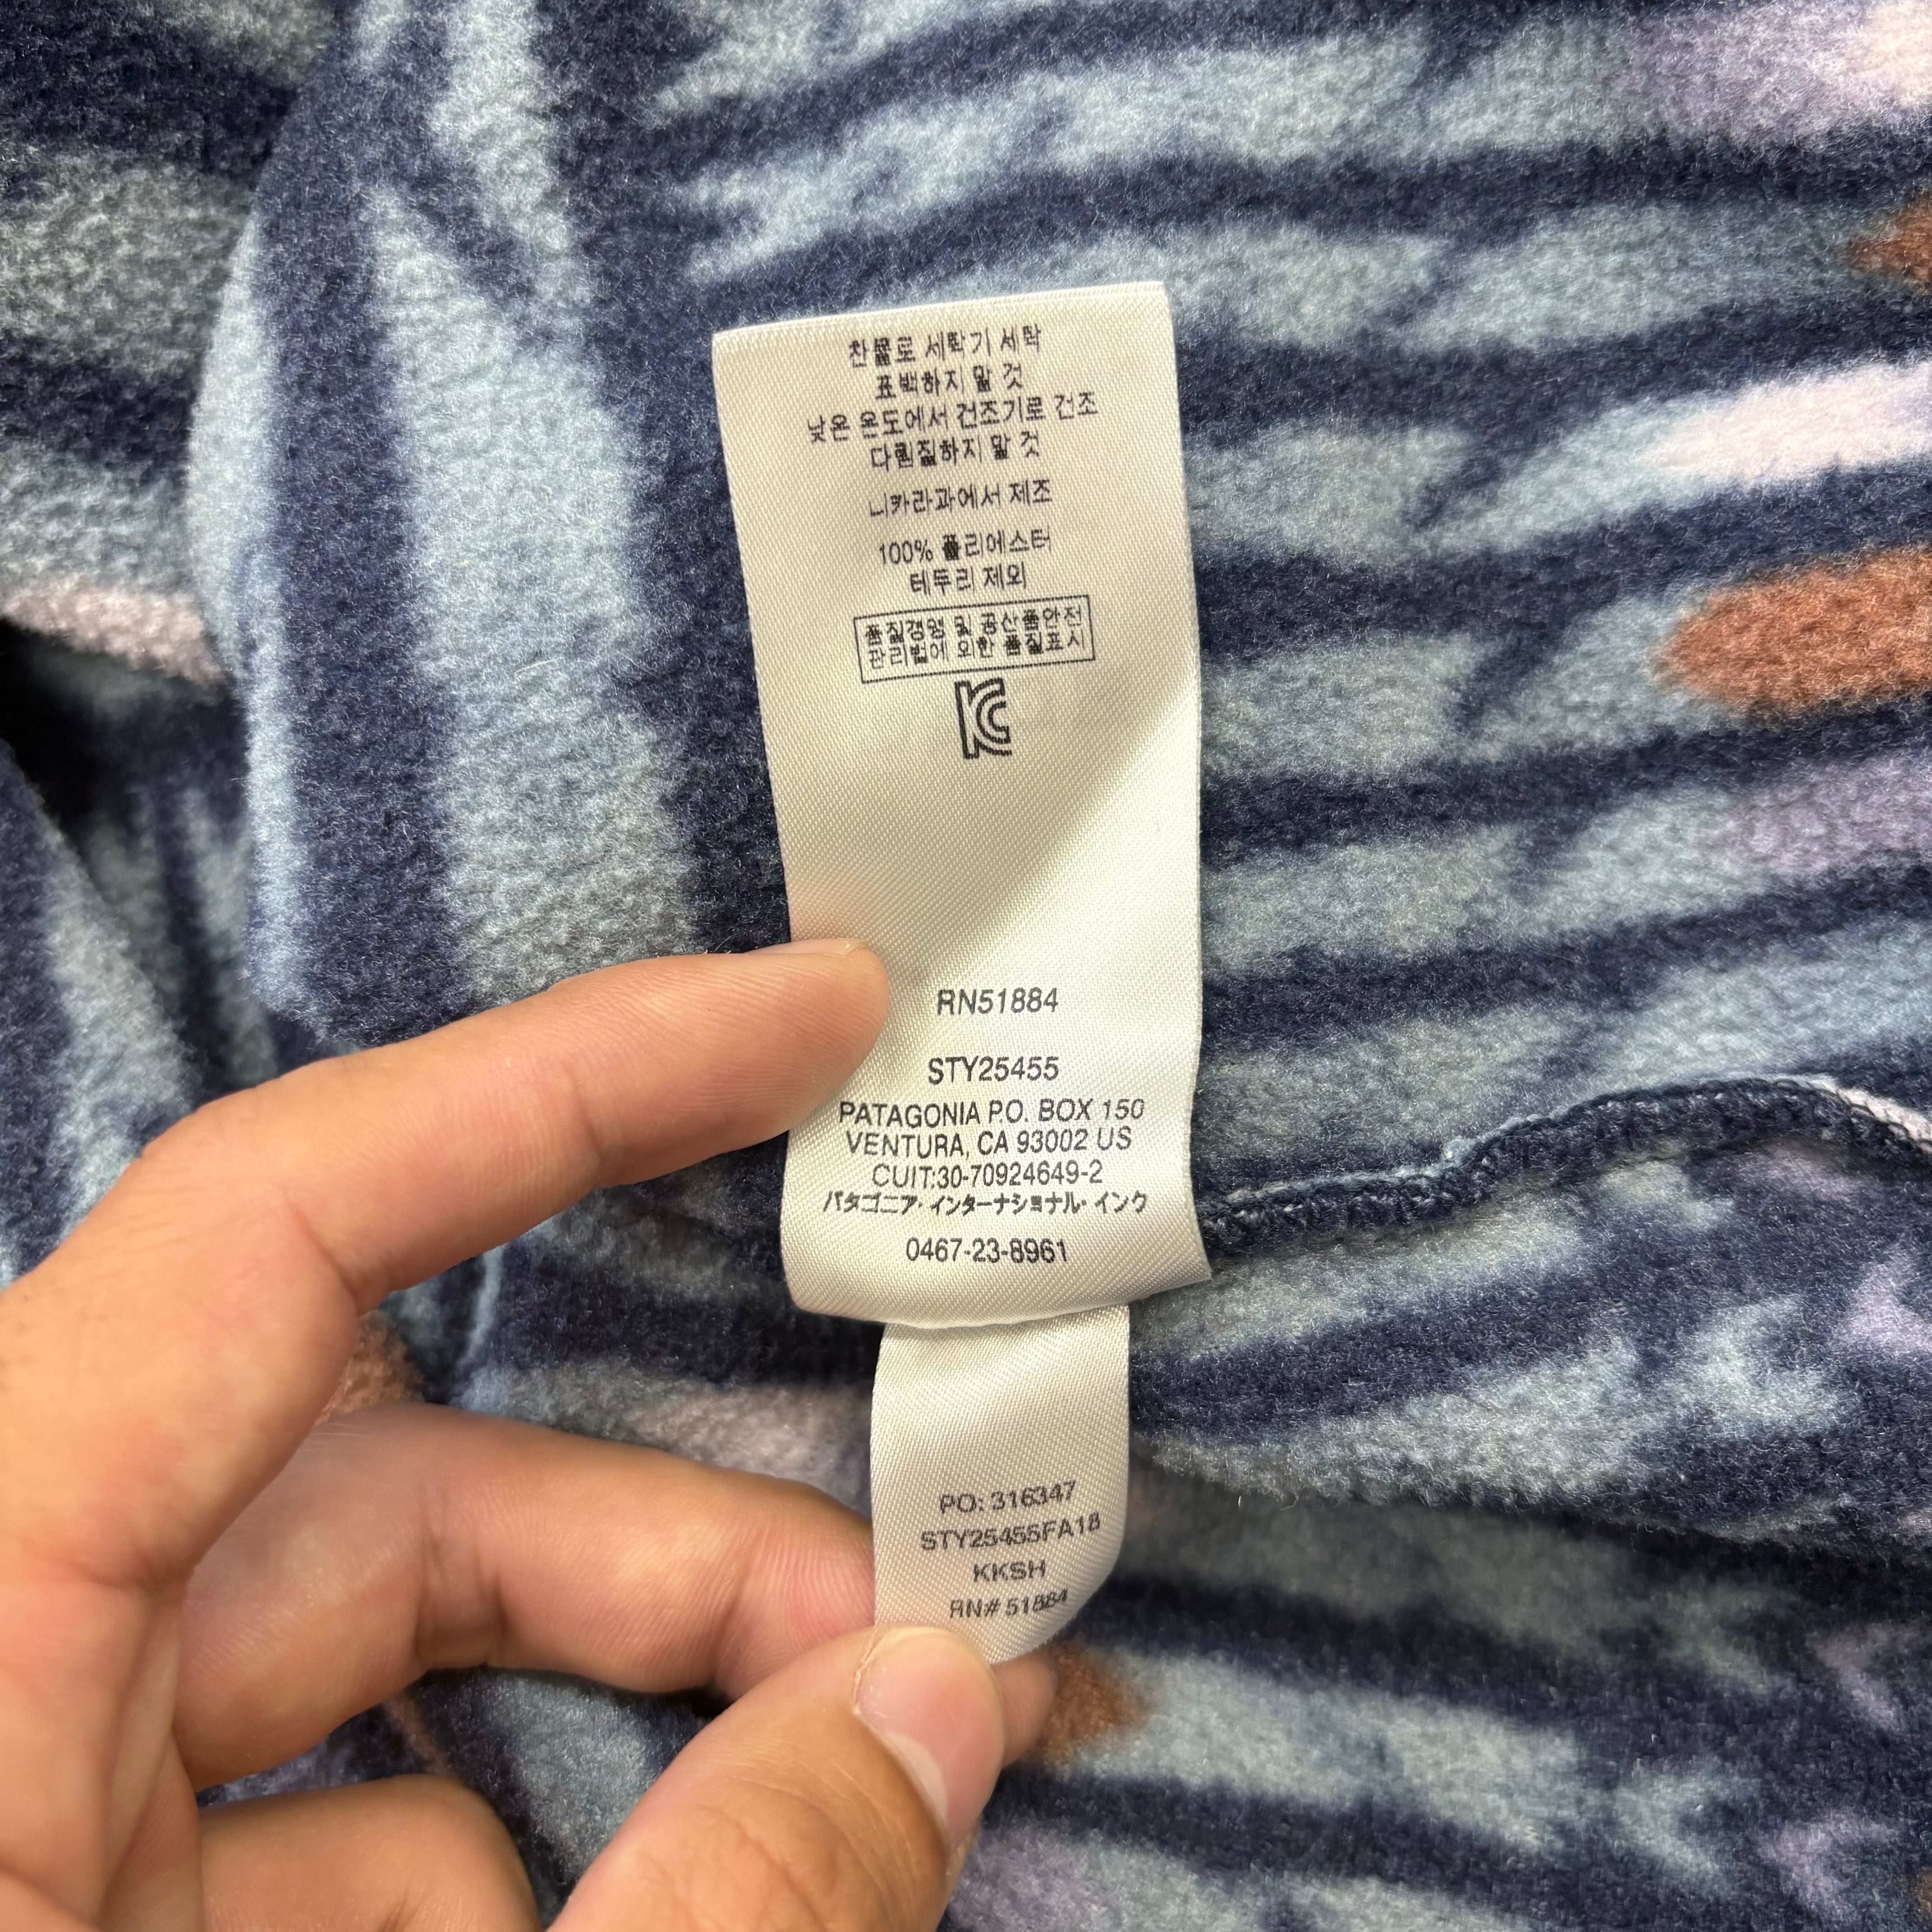 찬물로 세탁기 세탁
표백하지 말 것
낮은 온도에서 건조기로 건조
다림질하지 말 것
니카라과에서 제조
100% 폴리에스터
테두리 제외
품질경영 및 공산품안전
관리법에 의한 품질표시
KC
RN51884
STY25455
PATAGONIA P.O. BOX 150
VENTURA, CA 93002 US
CUIT:30-70924649-2
パタゴニア・インターナショナル・インク
0467-23-8961
PO: 316347
STY25455FA18
KKSH
RN# 51884